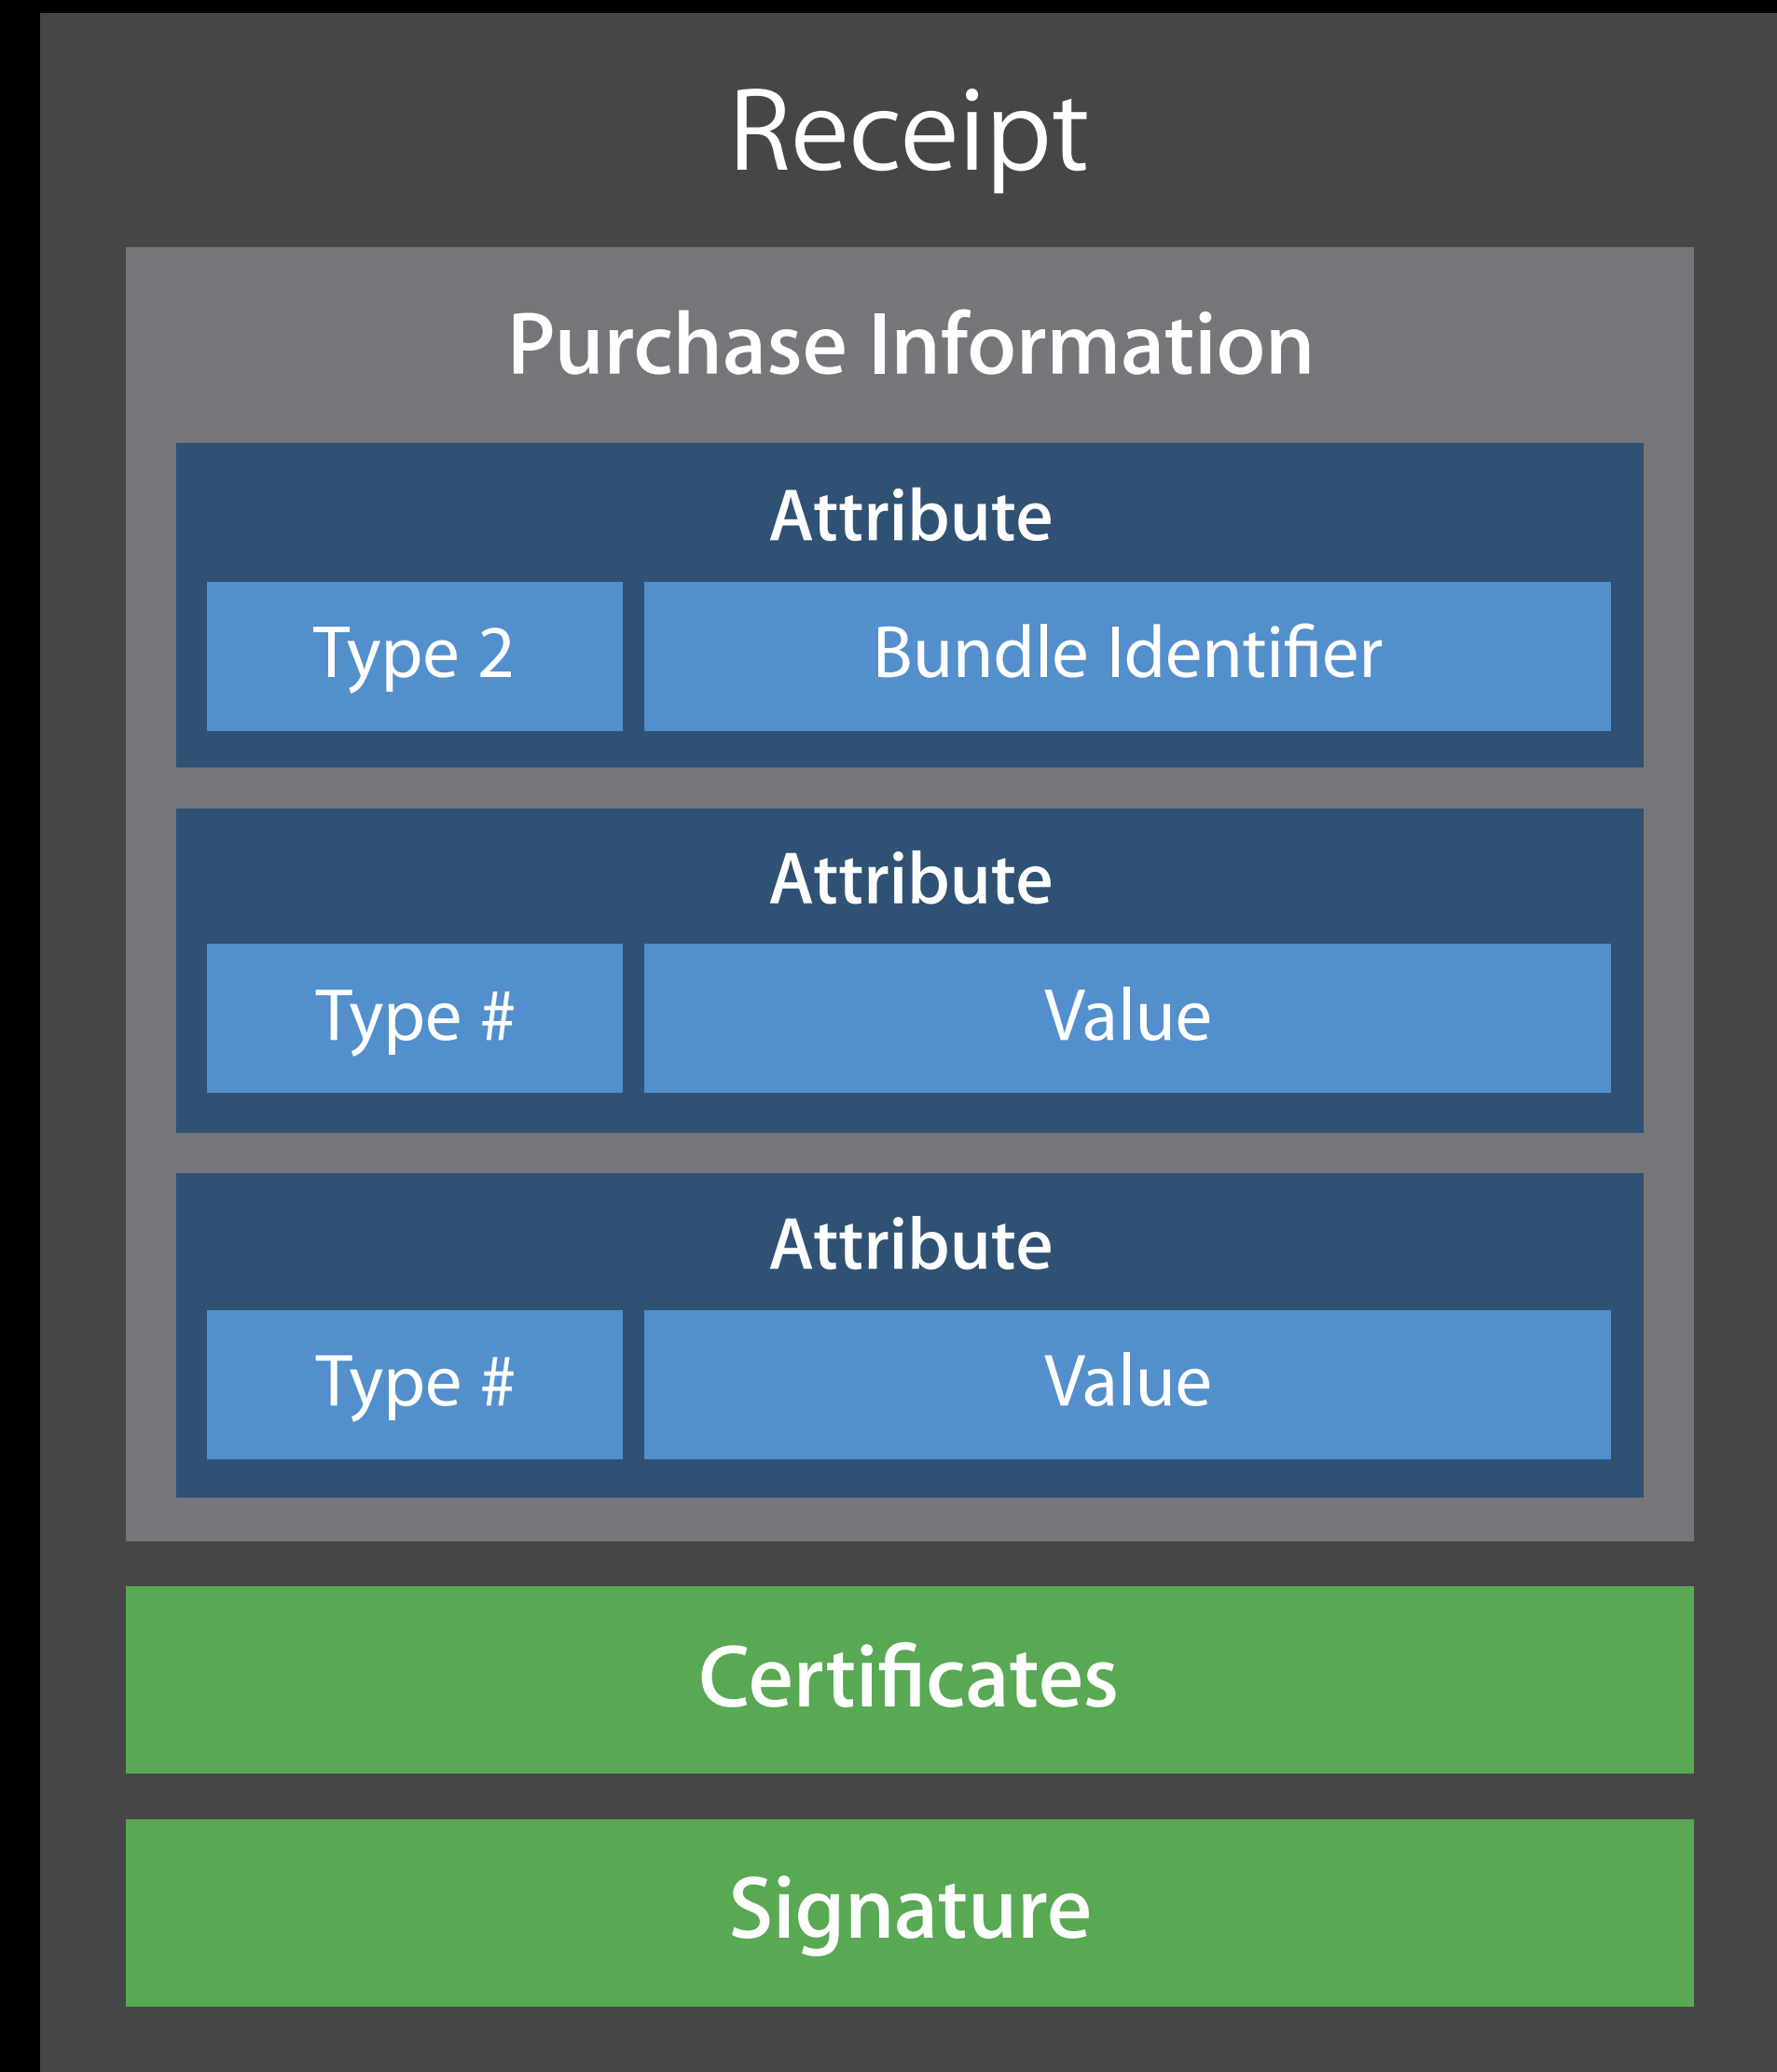 Receipt
Purchase Information
Attribute
Type 2 Bundle Identifier
Attribute
Type # Value
Attribute
Type # Value
Certificates
Signature